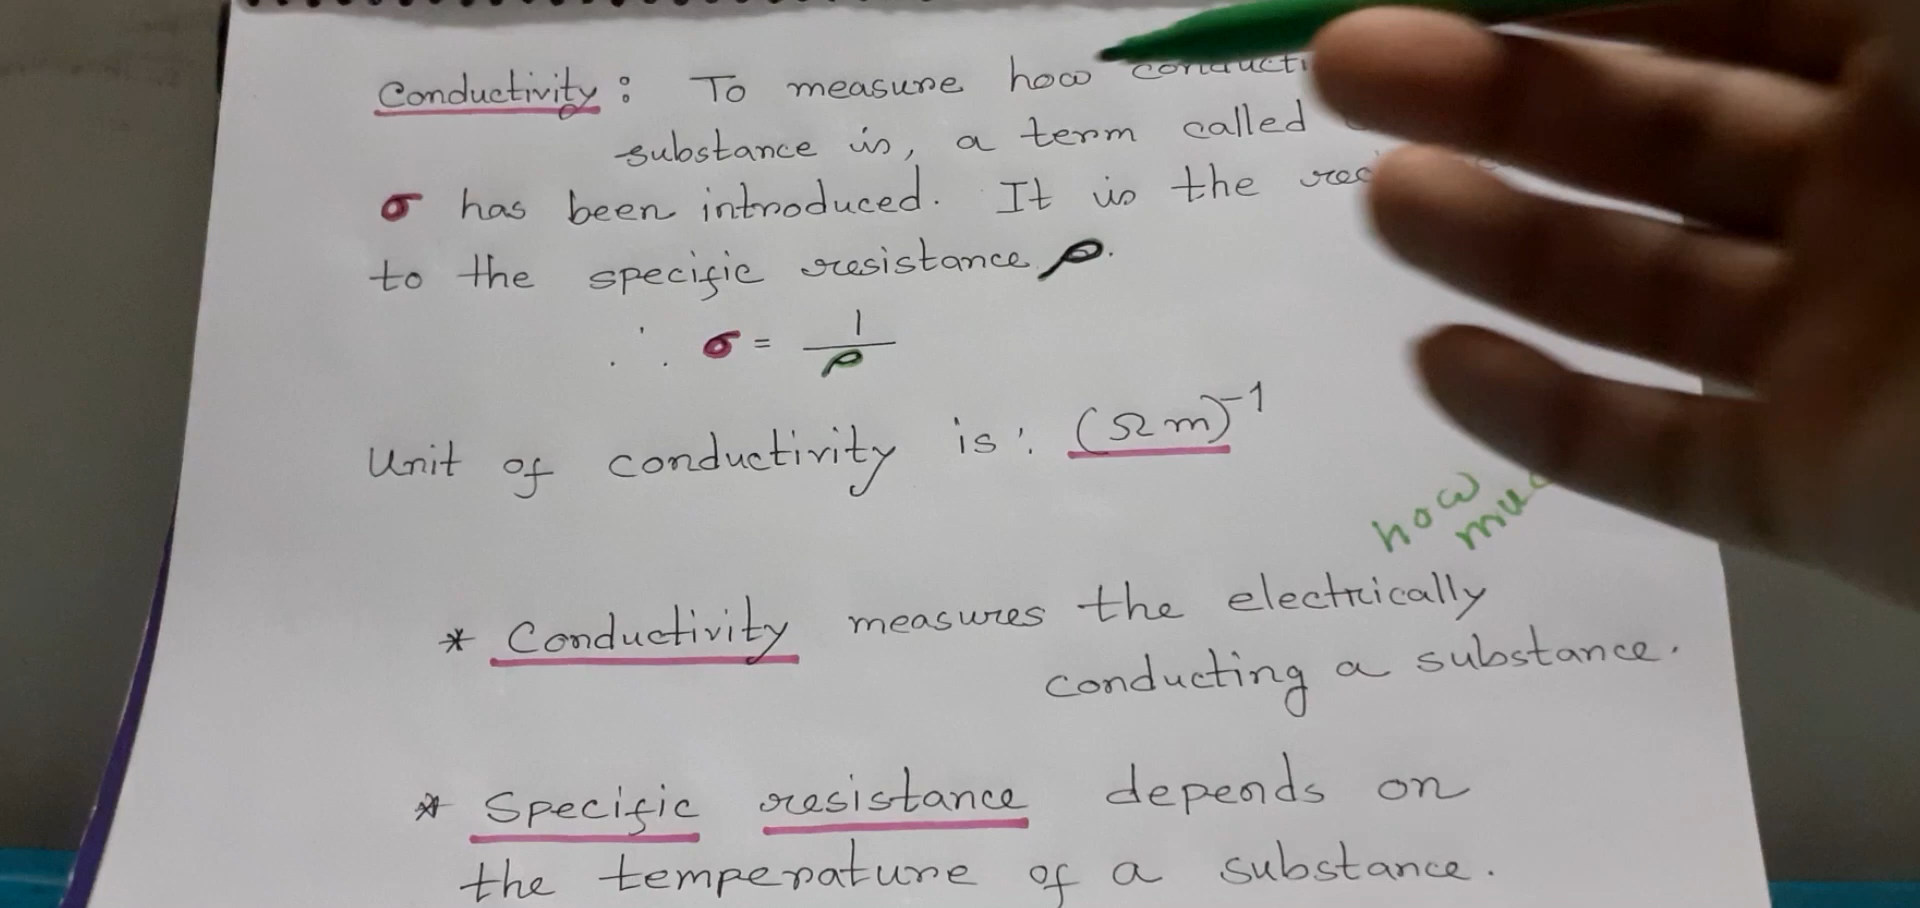 Conductivity : To measure how
substance is, a term called
σ has been introduced. It is the
to the specific resistance ρ.
∴ σ = 1/ρ
Unit of conductivity is : (Ωm)⁻¹
how
* Conductivity measures the electrically
conducting a substance.
* Specific resistance depends on
the temperature of a substance.